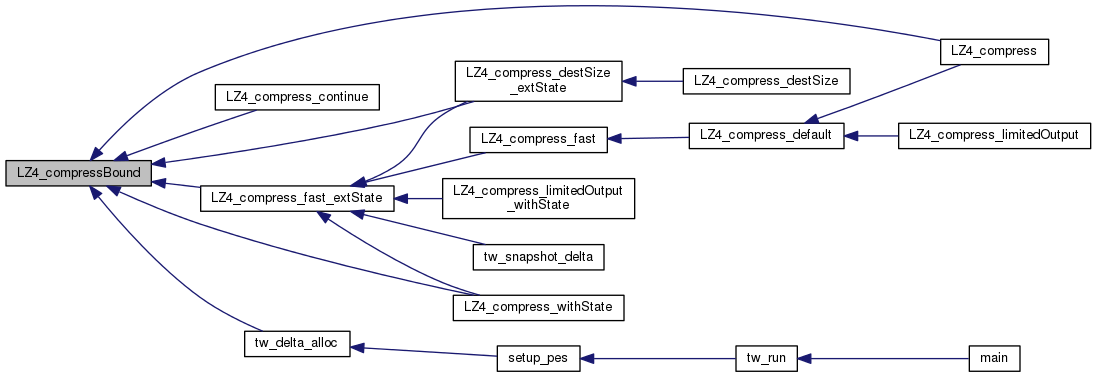 LZ4_compress
LZ4_compress_destSize
_extState
LZ4_compress_destSize
LZ4_compress_continue
LZ4_compress_fast
LZ4_compress_default
LZ4_compress_limitedOutput
LZ4_compressBound
LZ4_compress_fast_extState
LZ4_compress_limitedOutput
_withState
tw_snapshot_delta
LZ4_compress_withState
tw_delta_alloc
setup_pes
tw_run
main